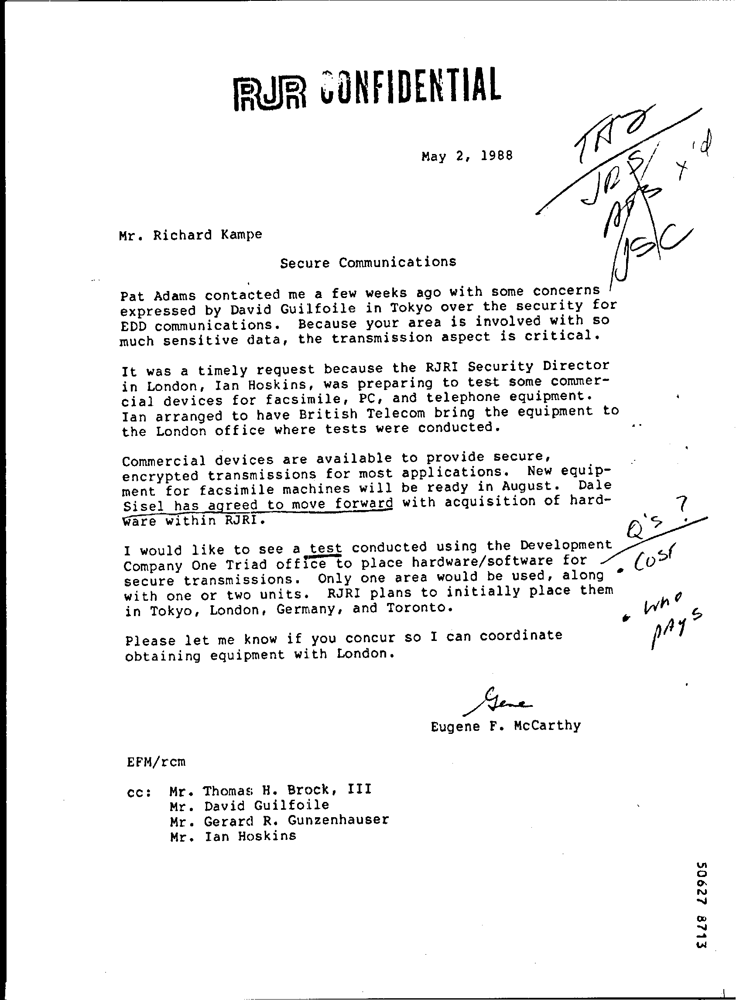 RJR CONFIDENTIAL
May 2, 1988
JRS
x'd
JSC
Mr. Richard Kampe
Secure Communications
Pat Adams contacted me a few weeks ago with some concerns
expressed by David Guilfoile in Tokyo over the security for
EDD communications. Because your area is involved with so
much sensitive data, the transmission aspect is critical.
It was a timely request because the RJRI Security Director
in London, Ian Hoskins, was preparing to test some commer-
cial devices for facsimile, PC, and telephone equipment.
Ian arranged to have British Telecom bring the equipment to
the London office where tests were conducted.
Commercial devices are available to provide secure,
encrypted transmissions for most applications. New equip-
ment for facsimile machines will be ready in August. Dale
Sisel has agreed to move forward with acquisition of hard-
ware within RJRI.
Q's ?
I would like to see a test conducted using the Development
Company One Triad office to place hardware/software for
secure transmissions. Only one area would be used, along
with one or two units. RJRI plans to initially place them
in Tokyo, London, Germany, and Toronto.
• Cost
• who
pays
Please let me know if you concur so I can coordinate
obtaining equipment with London.
Gene
Eugene F. McCarthy
EFM/rcm
cc: Mr. Thomas H. Brock, III
Mr. David Guilfoile
Mr. Gerard R. Gunzenhauser
Mr. Ian Hoskins
50627 8713